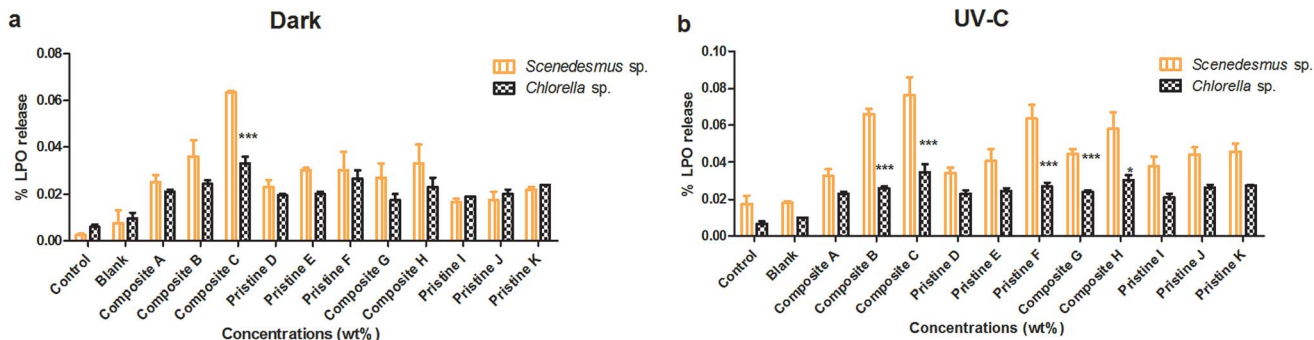 a
Dark
% LPO release
0.08
0.06
0.04
0.02
0.00
Scenedesmus sp.
Chlorella sp.
***
Control
Blank
Composite A
Composite B
Composite C
Pristine D
Pristine E
Pristine F
Composite G
Composite H
Pristine I
Pristine J
Pristine K
Concentrations (wt%)
b
UV-C
% LPO release
0.10
0.08
0.06
0.04
0.02
0.00
Scenedesmus sp.
Chlorella sp.
***
***
***
***
*
Control
Blank
Composite A
Composite B
Composite C
Pristine D
Pristine E
Pristine F
Composite G
Composite H
Pristine I
Pristine J
Pristine K
Concentrations (wt%)